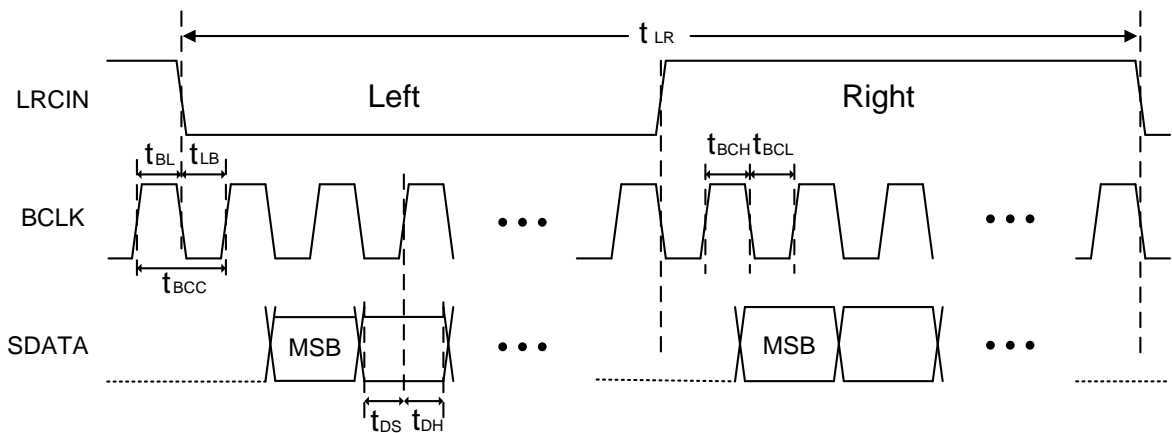 t LR
LRCIN
Left
Right
tBL
tLB
tBCH
tBCL
BCLK
• • •
• • •
tBCC
SDATA
MSB
• • •
MSB
• • •
tDS
tDH